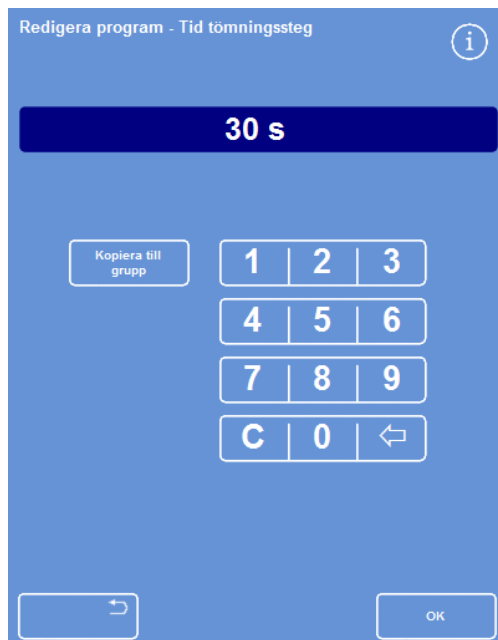 Redigera program - Tid tömningssteg
i
30 s
Kopiera till
grupp
1 2 3
4 5 6
7 8 9
C 0
OK